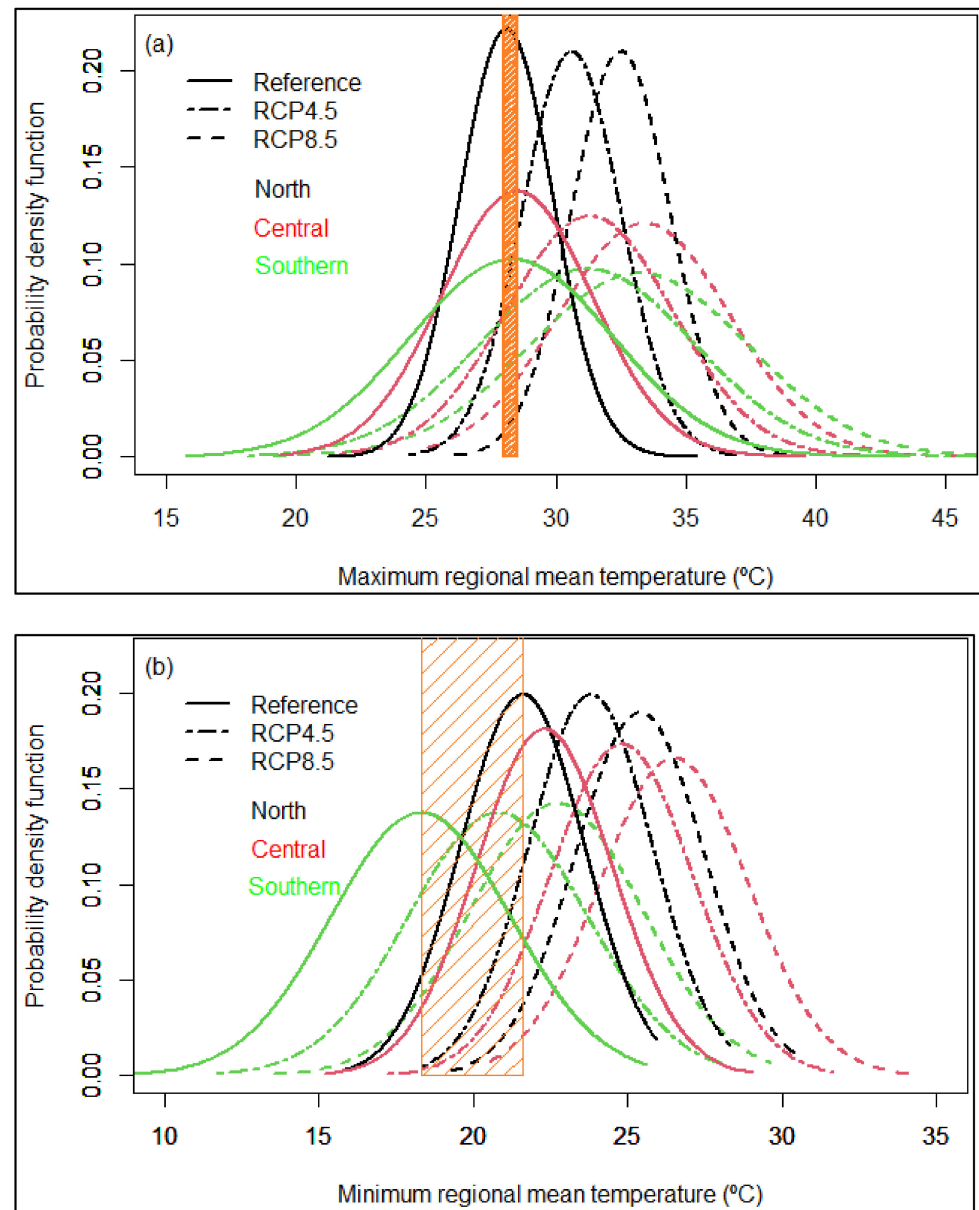 (a)
Reference
RCP4.5
RCP8.5
North
Central
Southern
Probability density function
0.00
0.05
0.10
0.15
0.20
15
20
25
30
35
40
45
Maximum regional mean temperature (ºC)
(b)
Reference
RCP4.5
RCP8.5
North
Central
Southern
Probability density function
0.00
0.05
0.10
0.15
0.20
10
15
20
25
30
35
Minimum regional mean temperature (ºC)